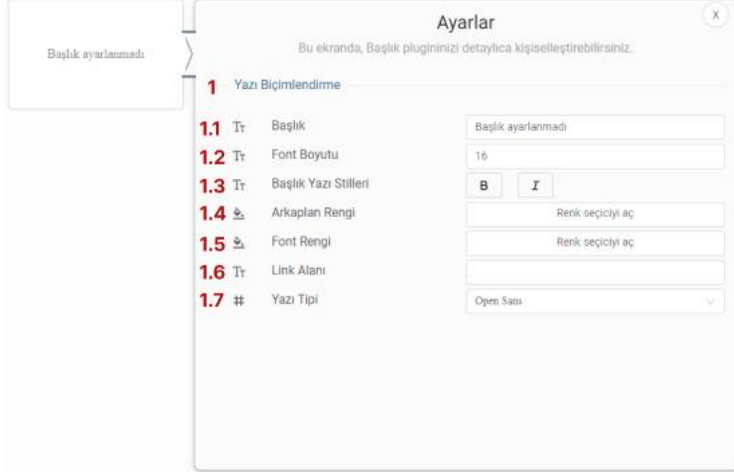 Başlık ayarlanmadı
Ayarlar
X
Bu ekranda, Başlık plugininizi detaylıca kişiselleştirebilirsiniz.
1 Yazı Biçimlendirme
1.1 Tт Başlık Başlık ayarlanmadı
1.2 Tт Font Boyutu 16
1.3 Tт Başlık Yazı Stilleri B I
1.4 Arkaplan Rengi Renk seçiciyi aç
1.5 Font Rengi Renk seçiciyi aç
1.6 Tт Link Alanı
1.7 # Yazı Tipi Open Sans